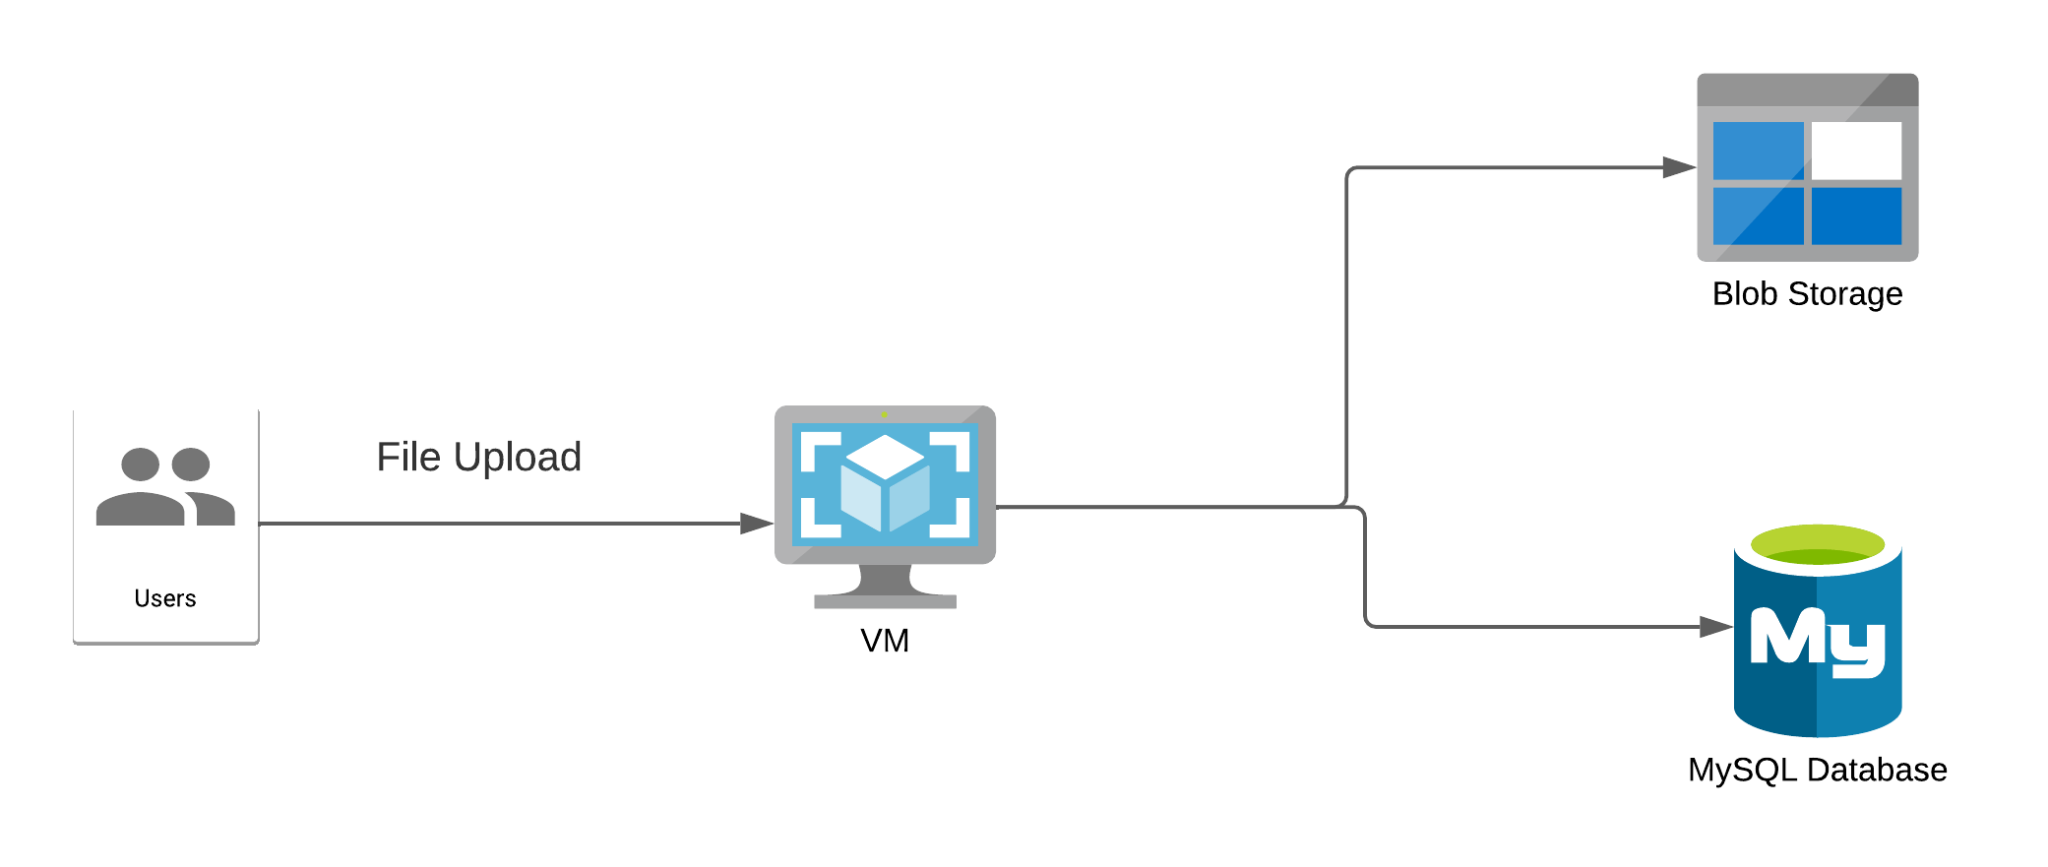 Blob Storage
File Upload
Users
VM
My
MySQL Database